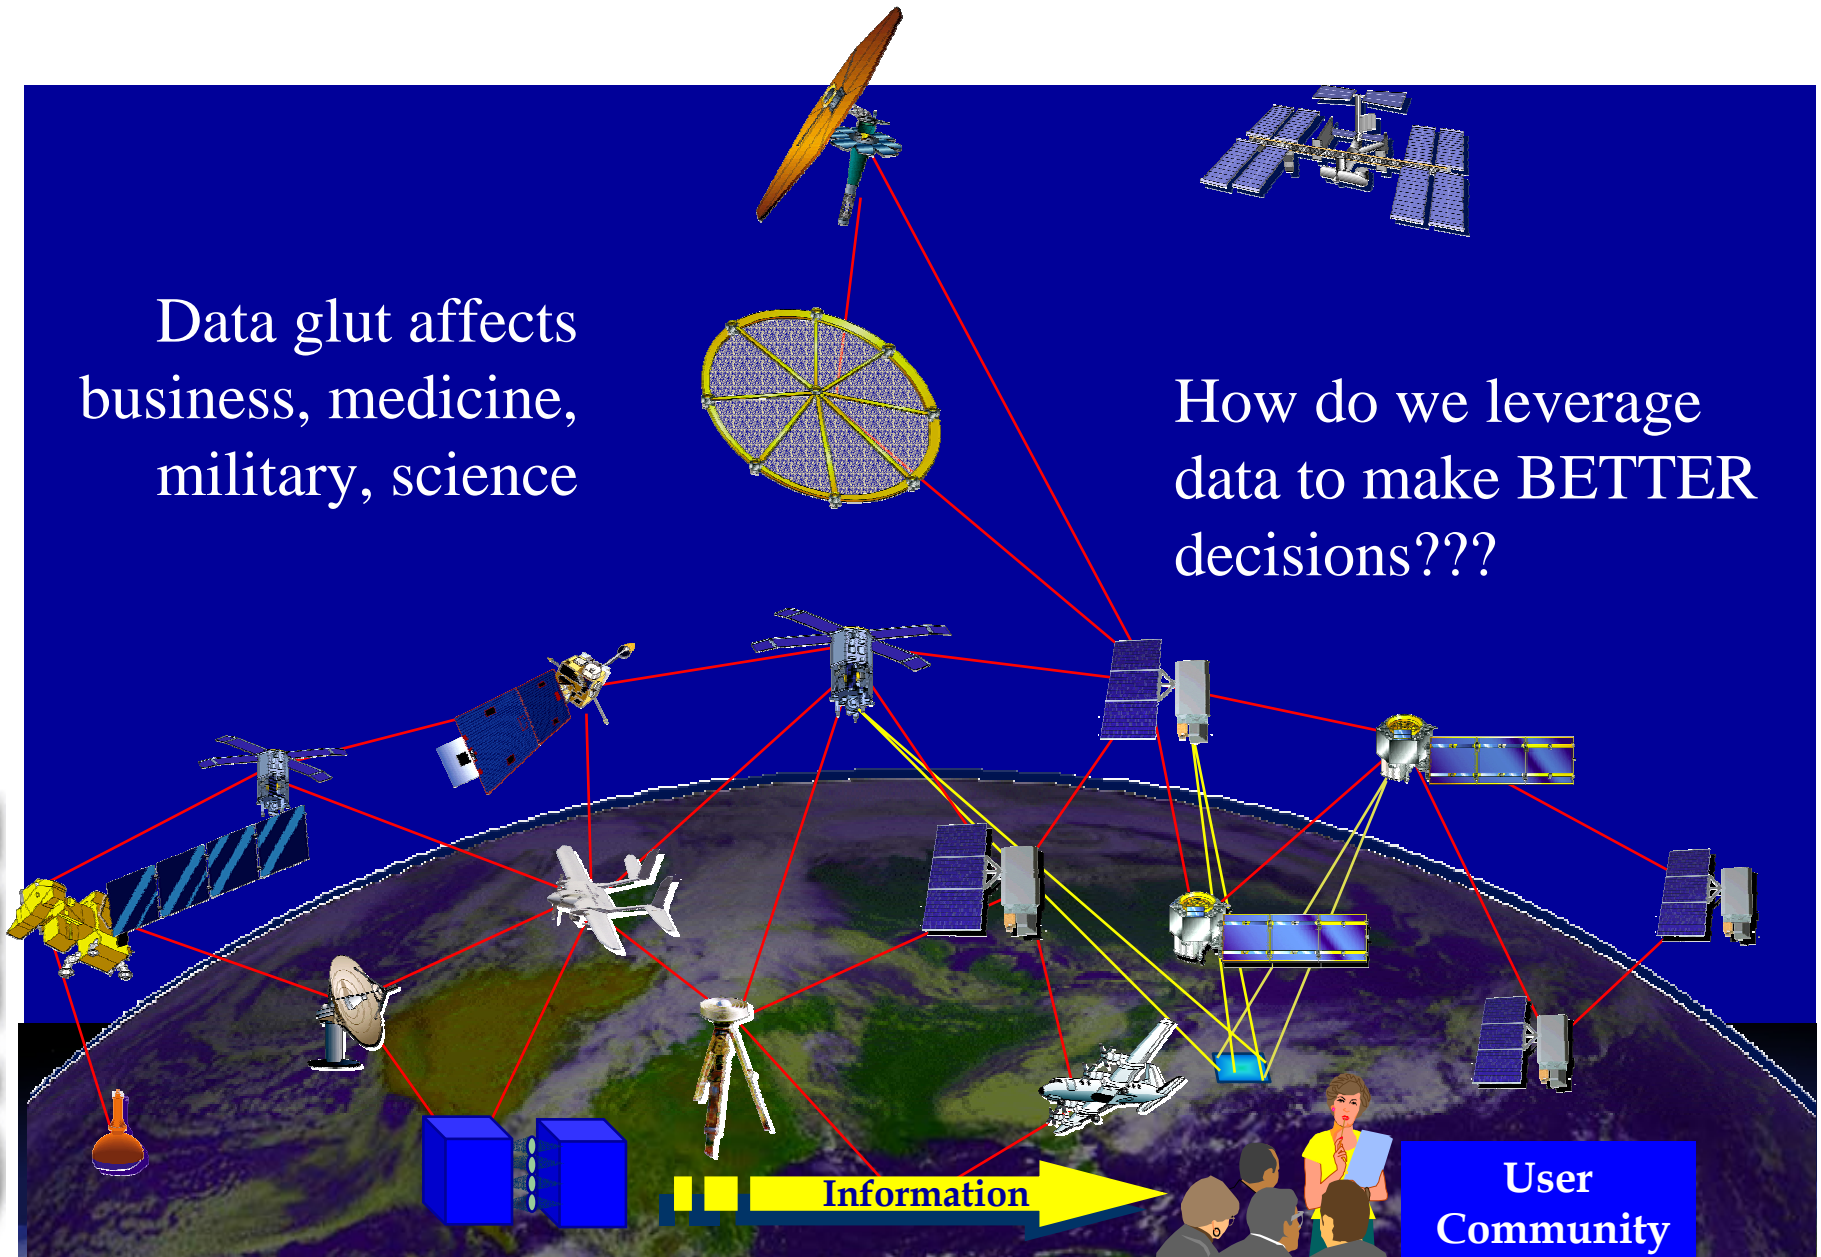 Data glut affects
business, medicine,
military, science
How do we leverage
data to make BETTER
decisions???
Information
User
Community